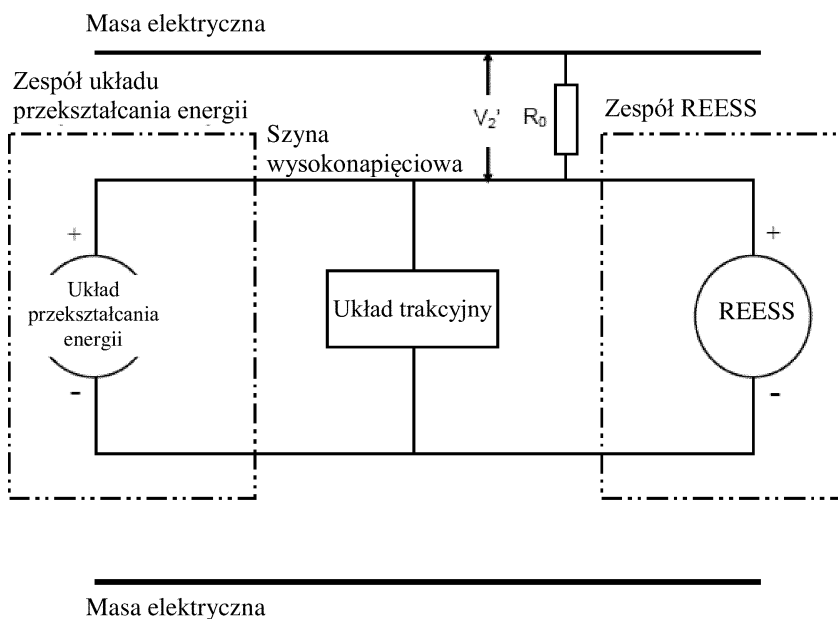 Masa elektryczna
Zespół układu
przekształcania energii
Szyna
wysokonapięciowa
V₂'
R₀
Zespół REESS
+
+
Układ
przekształcania
energii
Układ trakcyjny
REESS
-
-
Masa elektryczna